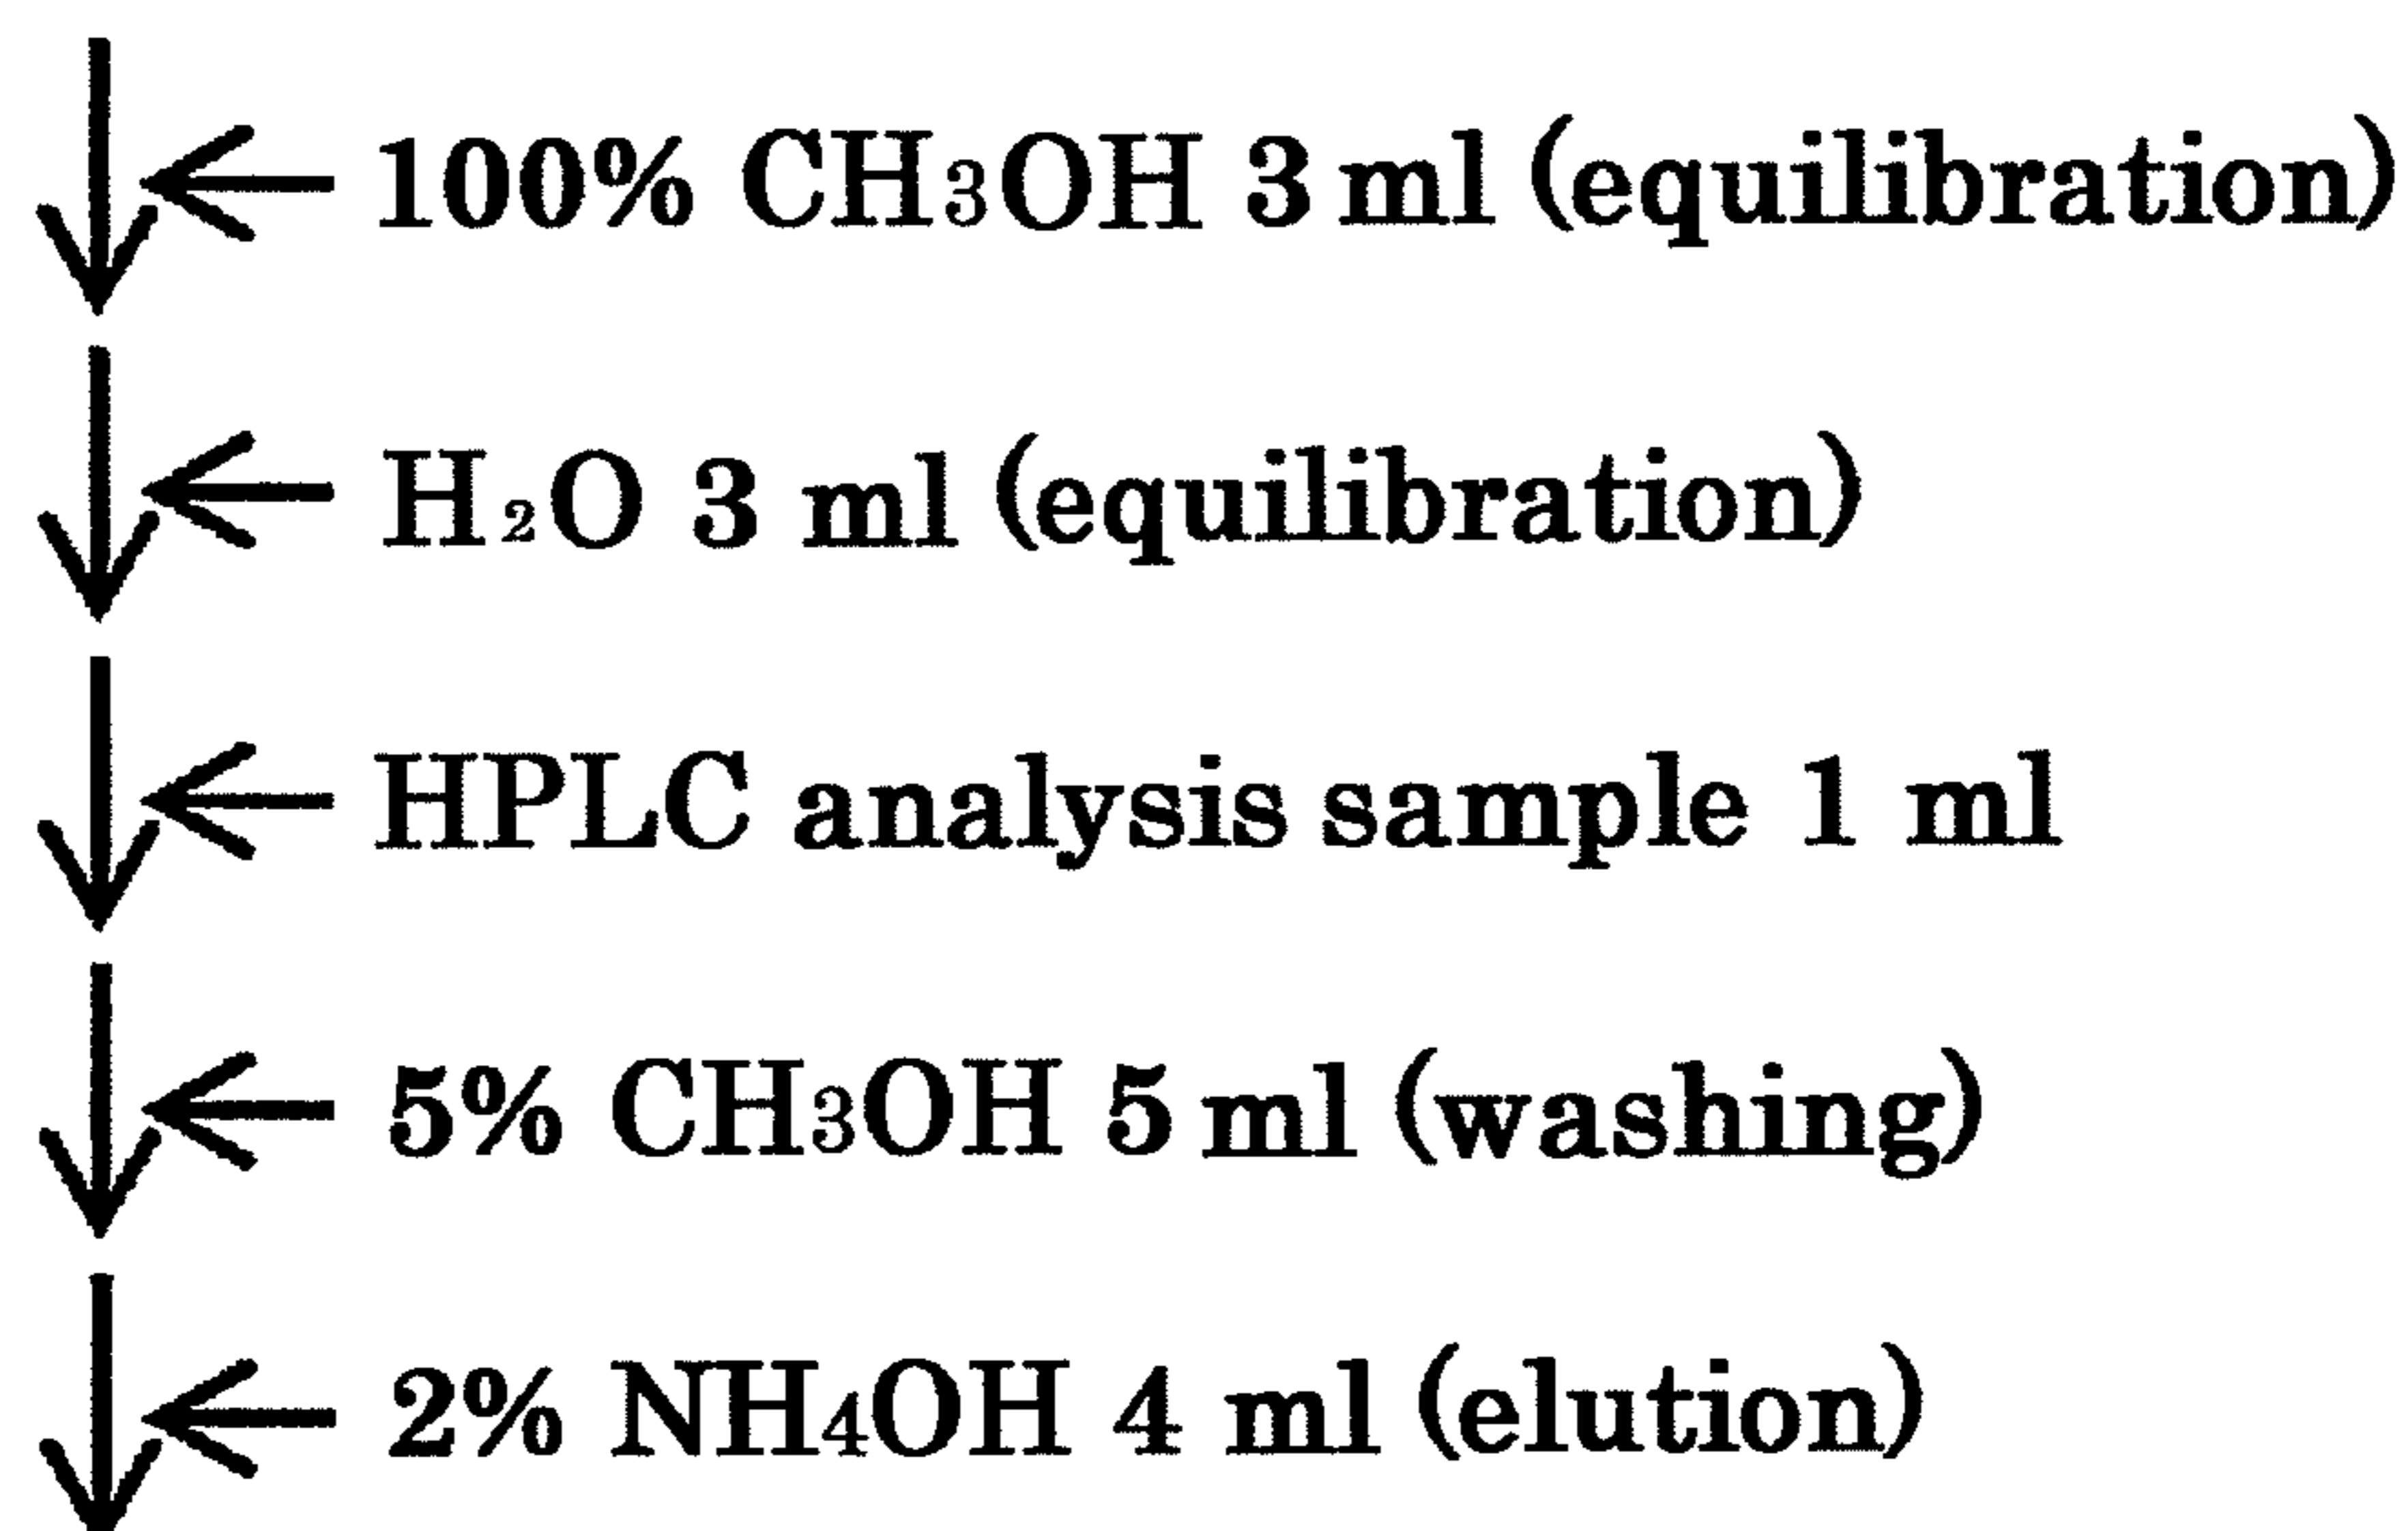 100% CH₃OH 3 ml (equilibration)
H₂O 3 ml (equilibration)
HPLC analysis sample 1 ml
5% CH₃OH 5 ml (washing)
2% NH₄OH 4 ml (elution)